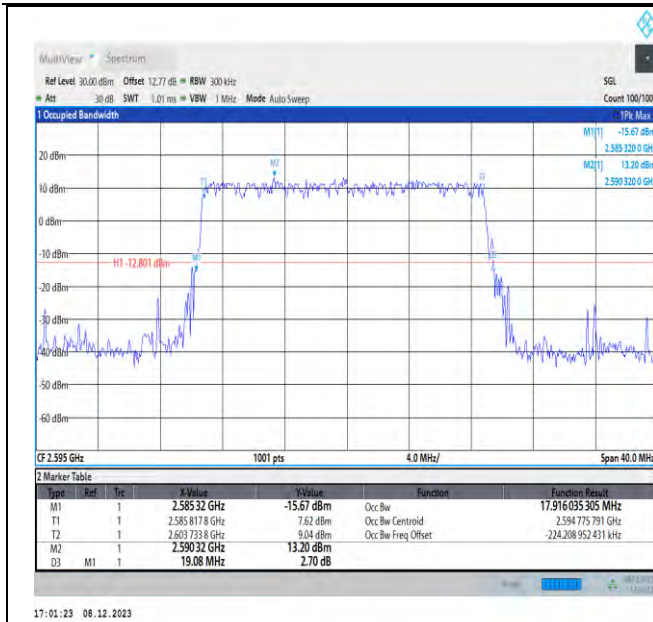 MultiView Spectrum
Ref Level 30.00 dBm Offset 12.77 dB RBW 300 kHz SGL
Att 30 dB SWT 1.01 ms VBW 1 MHz Mode Auto Sweep Count 100/100
1 Occupied Bandwidth 1Pk Max
M1[1] -15.67 dBm
2.585 320 0 GHz
M2[1] 13.20 dBm
2.590 320 0 GHz
20 dBm
M2
T1
10 dBm
0 dBm
-10 dBm
M1
H1 -12.801 dBm
-20 dBm
-30 dBm
-40 dBm
-50 dBm
-60 dBm
CF 2.595 GHz 1001 pts 4.0 MHz/ Span 40.0 MHz
2 Marker Table
Type Ref Trc X-Value Y-Value Function Function Result
M1 1 2.585 32 GHz -15.67 dBm Occ Bw 17.916 035 305 MHz
T1 1 2.585 817 8 GHz 7.62 dBm Occ Bw Centroid 2.594 775 791 GHz
T2 1 2.603 733 8 GHz 9.04 dBm Occ Bw Freq Offset -224.208 952 431 kHz
M2 1 2.590 32 GHz 13.20 dBm
D3 M1 1 19.08 MHz 2.70 dB
17:01:23 08.12.2023